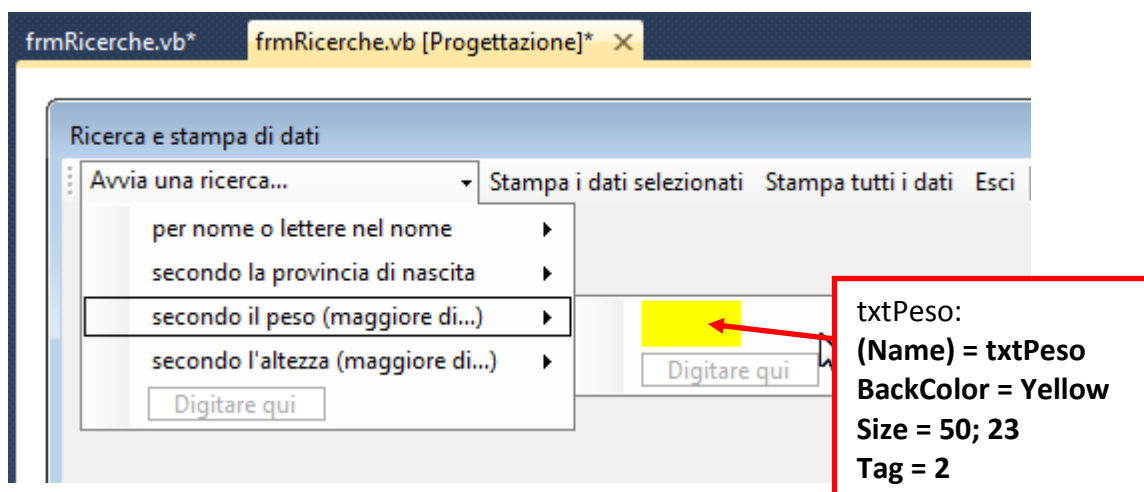 frmRicerche.vb* frmRicerche.vb [Progettazione]*
Ricerca e stampa di dati
Avvia una ricerca... Stampa i dati selezionati Stampa tutti i dati Esci
per nome o lettere nel nome
secondo la provincia di nascita
secondo il peso (maggiore di...)
secondo l'altezza (maggiore di...)
Digitare qui
Digitare qui
txtPeso:
(Name) = txtPeso
BackColor = Yellow
Size = 50; 23
Tag = 2